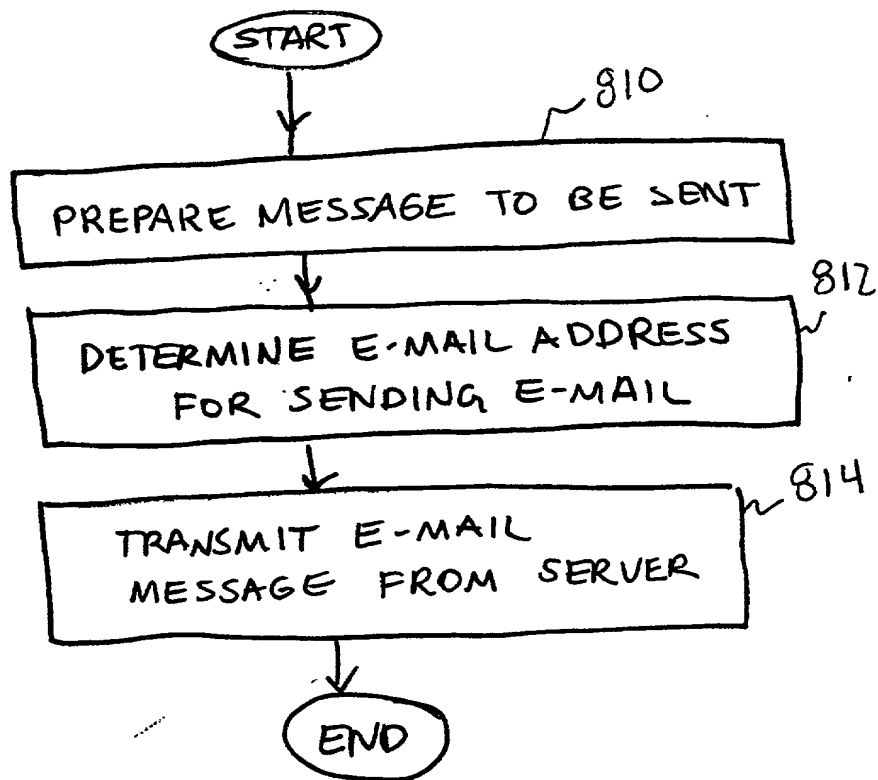 START
810
PREPARE MESSAGE TO BE SENT
812
DETERMINE E-MAIL ADDRESS
FOR SENDING E-MAIL
814
TRANSMIT E-MAIL
MESSAGE FROM SERVER
END